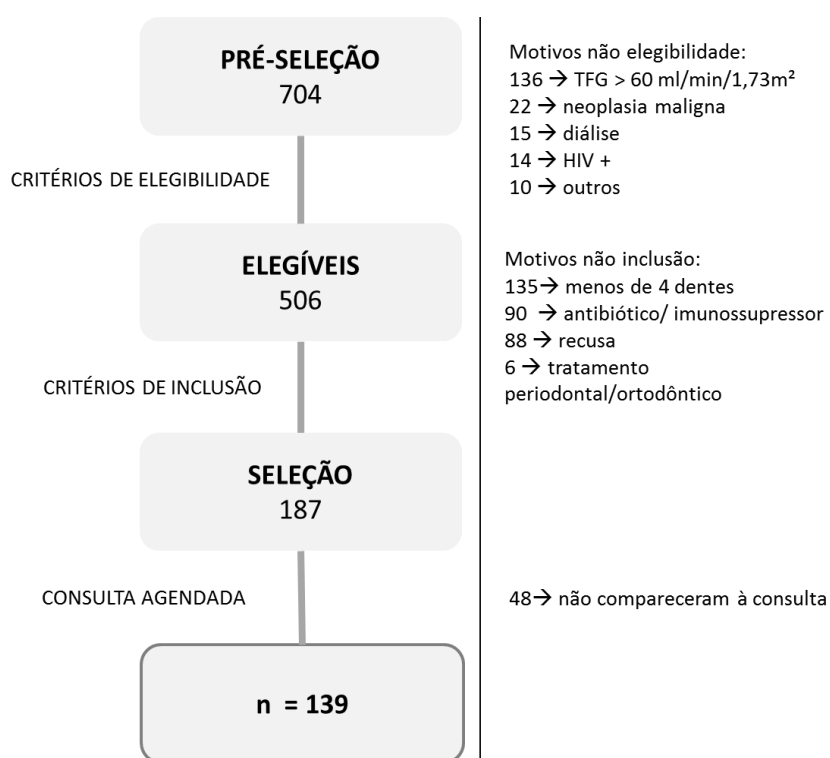 PRÉ-SELEÇÃO
704
Motivos não elegibilidade:
136 → TFG > 60 ml/min/1,73m²
22 → neoplasia maligna
15 → diálise
14 → HIV +
10 → outros
CRITÉRIOS DE ELEGIBILIDADE
ELEGÍVEIS
506
Motivos não inclusão:
135→ menos de 4 dentes
90 → antibiótico/ imunossupressor
88 → recusa
6 → tratamento
periodontal/ortodôntico
CRITÉRIOS DE INCLUSÃO
SELEÇÃO
187
CONSULTA AGENDADA
48→ não compareceram à consulta
n = 139